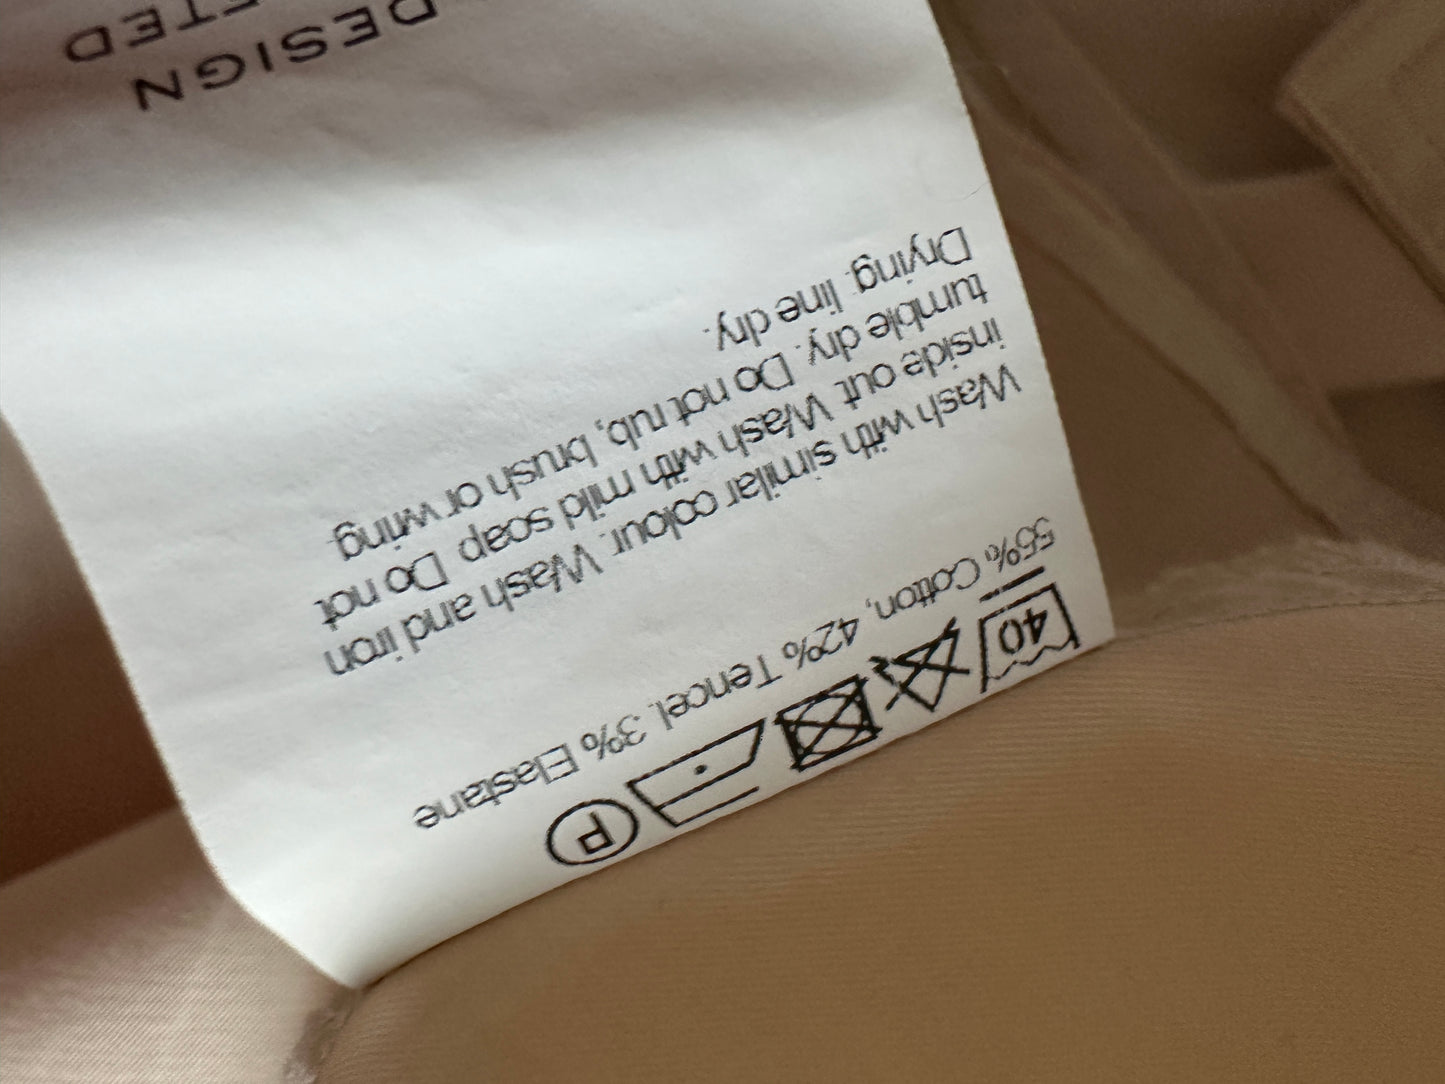 40 P
55% Cotton, 42% Tencel. 3% Elastane
Wash with similar colour. Wash and iron
inside out. Wash with mild soap. Do not
tumble dry. Do not rub, brush or wring.
Drying: line dry.
DESIGN